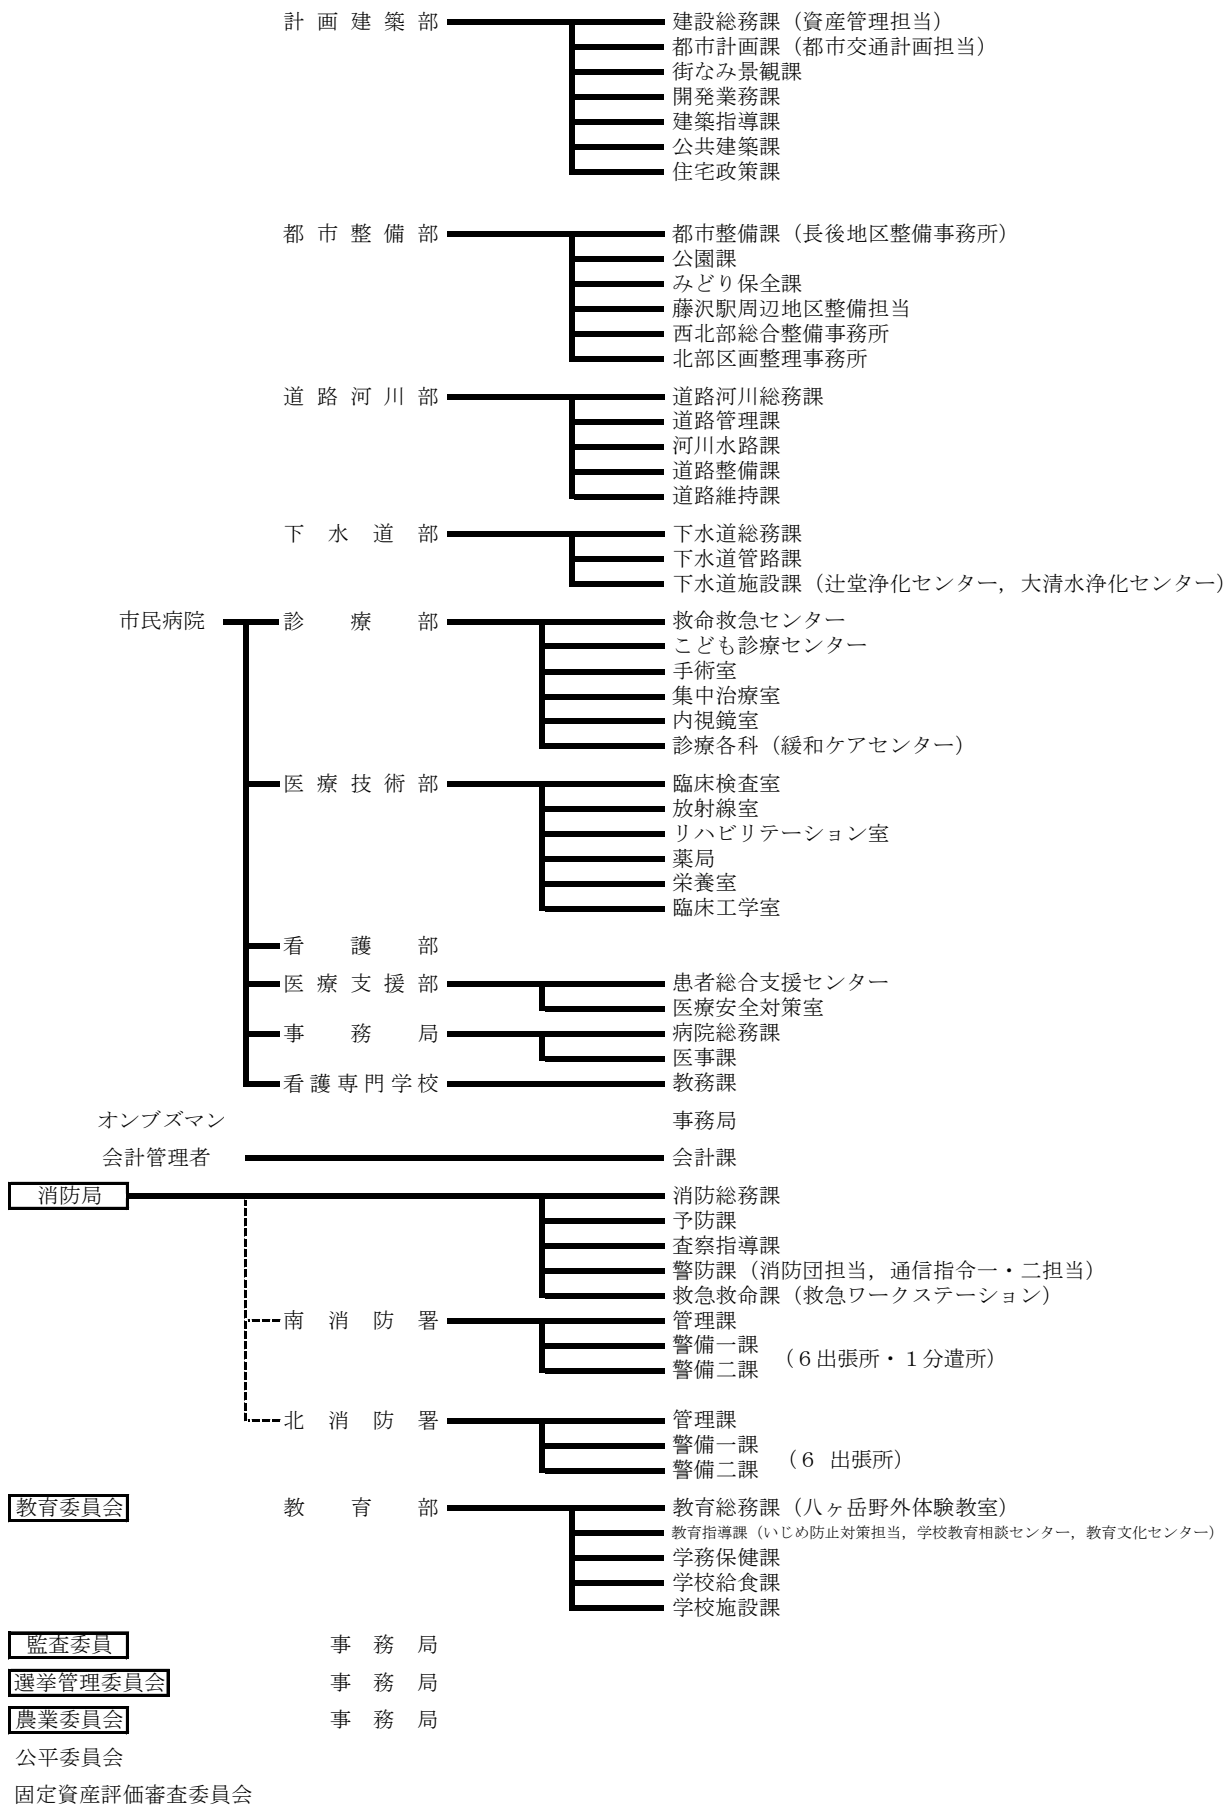 計画建築部 建設総務課（資産管理担当）
都市計画課（都市交通計画担当）
街なみ景観課
開発業務課
建築指導課
公共建築課
住宅政策課
都市整備部 都市整備課（長後地区整備事務所）
公園課
みどり保全課
藤沢駅周辺地区整備担当
西北部総合整備事務所
北部区画整理事務所
道路河川部 道路河川総務課
道路管理課
河川水路課
道路整備課
道路維持課
下水道部 下水道総務課
下水道管路課
下水道施設課（辻堂浄化センター，大清水浄化センター）
市民病院 診療部 救命救急センター
こども診療センター
手術室
集中治療室
内視鏡室
診療各科（緩和ケアセンター）
医療技術部 臨床検査室
放射線室
リハビリテーション室
薬局
栄養室
臨床工学室
看護部
医療支援部 患者総合支援センター
医療安全対策室
事務局 病院総務課
医事課
看護専門学校 教務課
オンブズマン 事務局
会計管理者 会計課
消防局 消防総務課
予防課
査察指導課
警防課（消防団担当，通信指令一・二担当）
救急救命課（救急ワークステーション）
南消防署 管理課
警備一課
（６出張所・１分遣所）
警備二課
北消防署 管理課
警備一課
（６ 出張所）
警備二課
教育委員会 教育部 教育総務課（八ヶ岳野外体験教室）
教育指導課（いじめ防止対策担当，学校教育相談センター，教育文化センター）
学務保健課
学校給食課
学校施設課
監査委員 事務局
選挙管理委員会 事務局
農業委員会 事務局
公平委員会
固定資産評価審査委員会